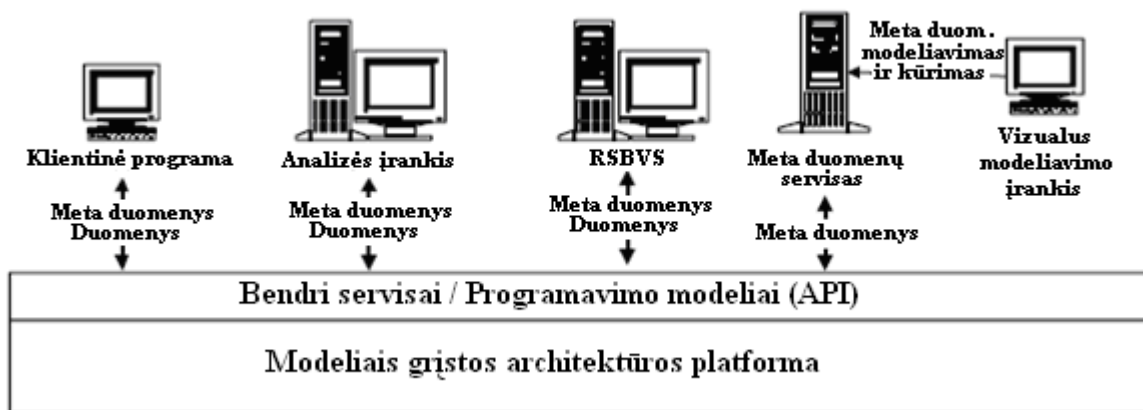 Meta duom.
modeliavimas
ir kūrimas
Klientinė programa
Analizės įrankis
RSBVS
Meta duomenų
servisas
Vizualus
modeliavimo
įrankis
Meta duomenys
Duomenys
Meta duomenys
Duomenys
Meta duomenys
Duomenys
Meta duomenys
Bendri servisai / Programavimo modeliai (API)
Modeliais grįstos architektūros platforma